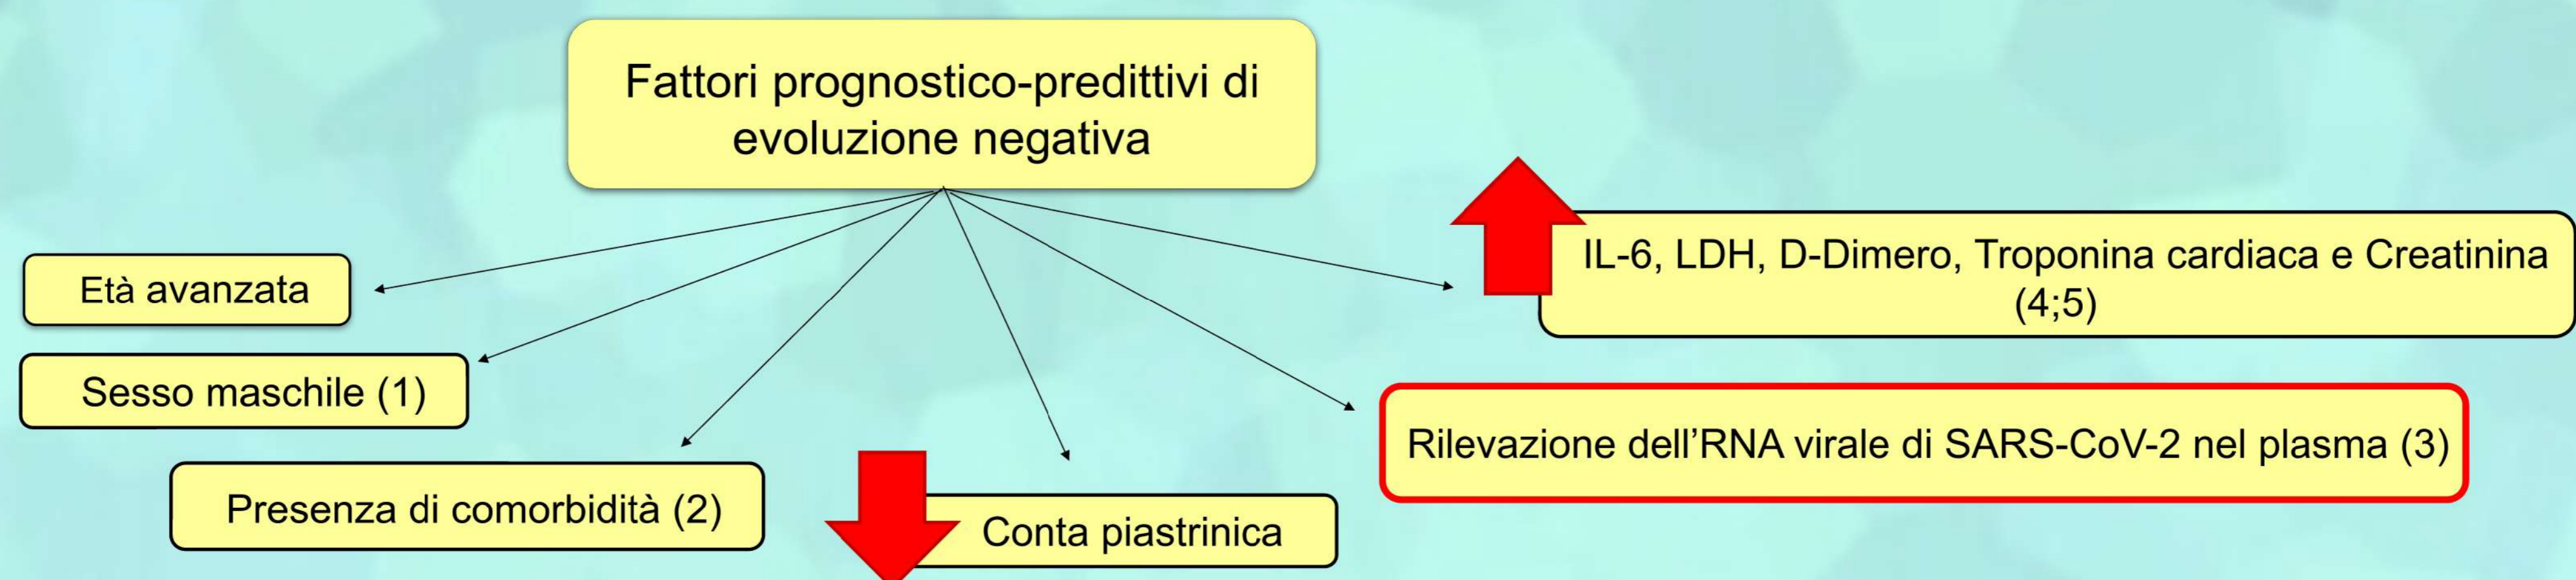 Fattori prognostico-predittivi di
evoluzione negativa
IL-6, LDH, D-Dimero, Troponina cardiaca e Creatinina
(4;5)
Età avanzata
Sesso maschile (1)
Rilevazione dell’RNA virale di SARS-CoV-2 nel plasma (3)
Presenza di comorbidità (2)
Conta piastrinica